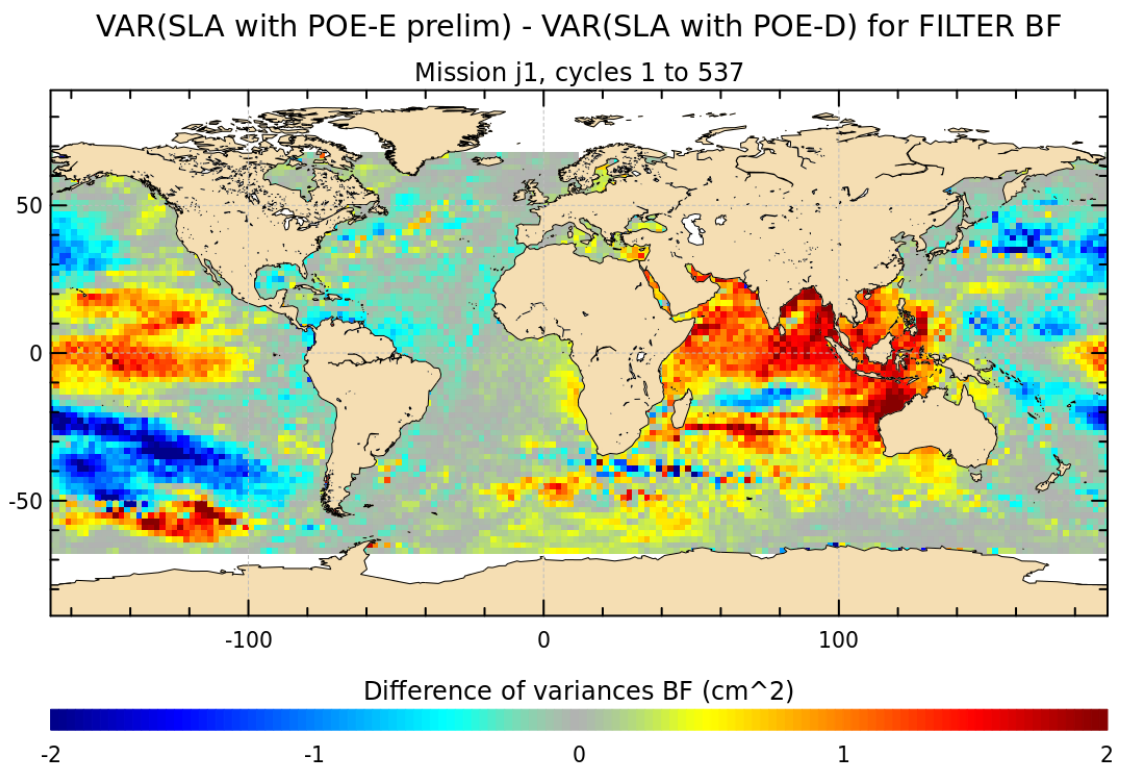 VAR(SLA with POE-E prelim) - VAR(SLA with POE-D) for FILTER BF
Mission j1, cycles 1 to 537
50
0
-50
-100 0 100
Difference of variances BF (cm^2)
-2 -1 0 1 2